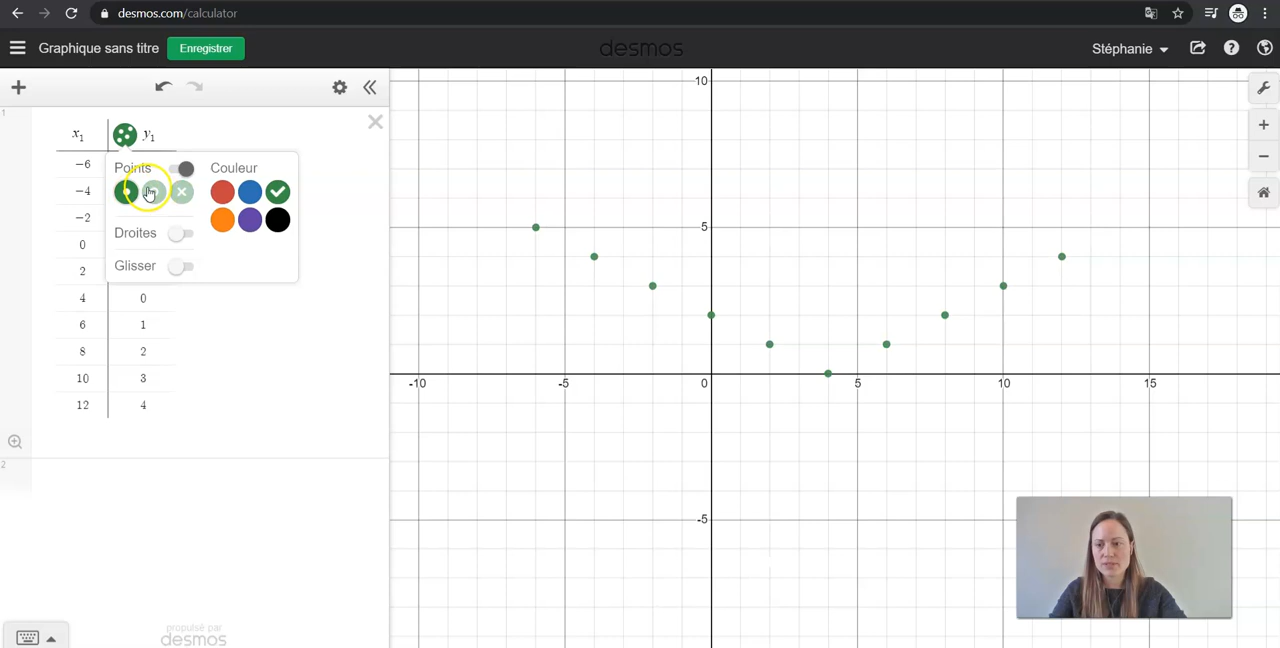 desmos.com/calculator
Graphique sans titre
Enregistrer
desmos
Stéphanie
1
x₁ y₁
−6
−4
−2
0
2
4 0
6 1
8 2
10 3
12 4
Points
Couleur
Droites
Glisser
2
propulsé par
desmos
10
5
-10 -5 0 5 10 15
-5